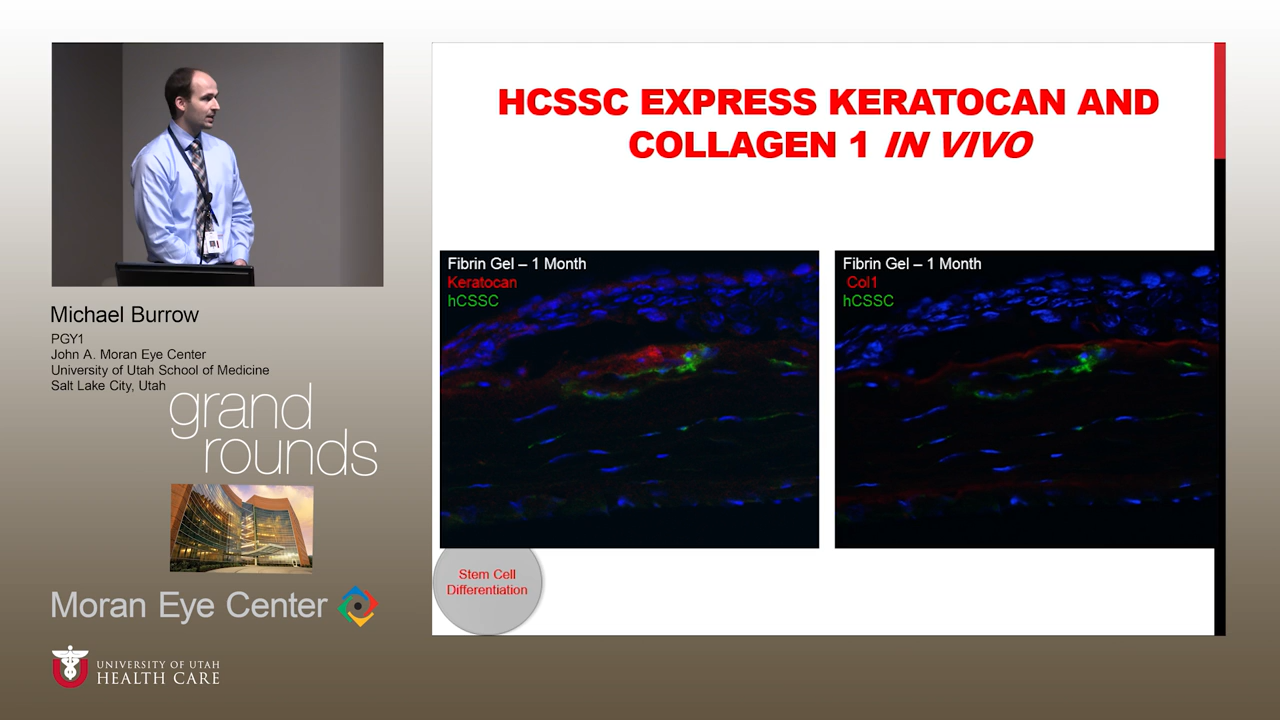 HCSSC EXPRESS KERATOCAN AND
COLLAGEN 1 IN VIVO
Fibrin Gel – 1 Month
Keratocan
hCSSC
Fibrin Gel – 1 Month
Col1
hCSSC
Stem Cell
Differentiation
Michael Burrow
PGY1
John A. Moran Eye Center
University of Utah School of Medicine
Salt Lake City, Utah
grand
rounds
Moran Eye Center
UNIVERSITY OF UTAH
HEALTH CARE